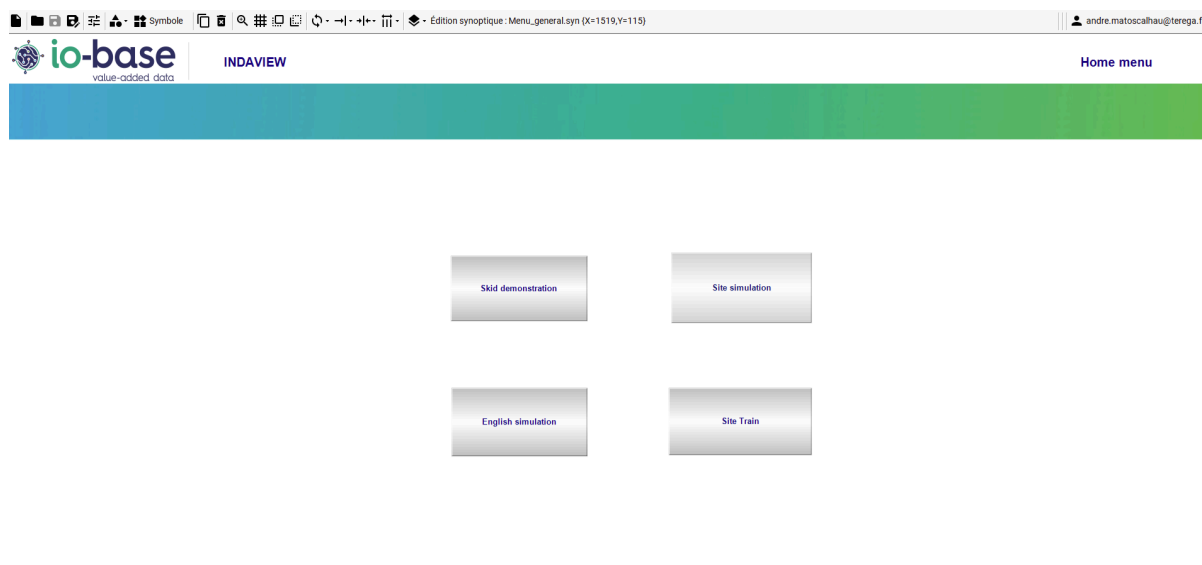 Symbole
Édition synoptique : Menu_general.syn {X=1519,Y=115}
andre.matoscalhau@terega.f
io-base
value-added data
INDAVIEW
Home menu
Skid demonstration
Site simulation
English simulation
Site Train